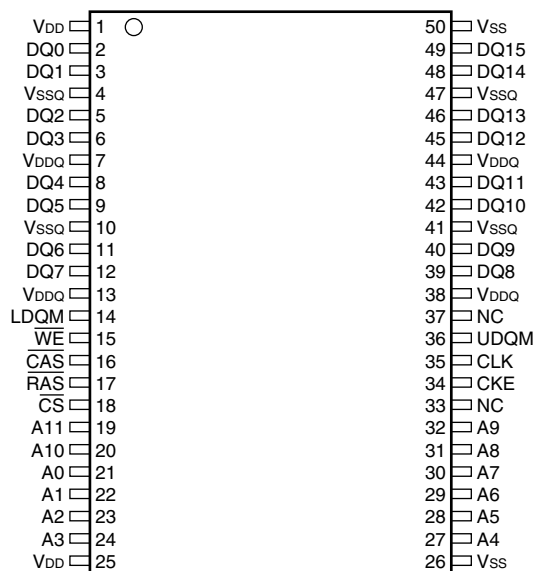 VDD 1 50 VSS
DQ0 2 49 DQ15
DQ1 3 48 DQ14
VSSQ 4 47 VSSQ
DQ2 5 46 DQ13
DQ3 6 45 DQ12
VDDQ 7 44 VDDQ
DQ4 8 43 DQ11
DQ5 9 42 DQ10
VSSQ 10 41 VSSQ
DQ6 11 40 DQ9
DQ7 12 39 DQ8
VDDQ 13 38 VDDQ
LDQM 14 37 NC
W̅E̅ 15 36 UDQM
C̅A̅S̅ 16 35 CLK
R̅A̅S̅ 17 34 CKE
C̅S̅ 18 33 NC
A11 19 32 A9
A10 20 31 A8
A0 21 30 A7
A1 22 29 A6
A2 23 28 A5
A3 24 27 A4
VDD 25 26 VSS